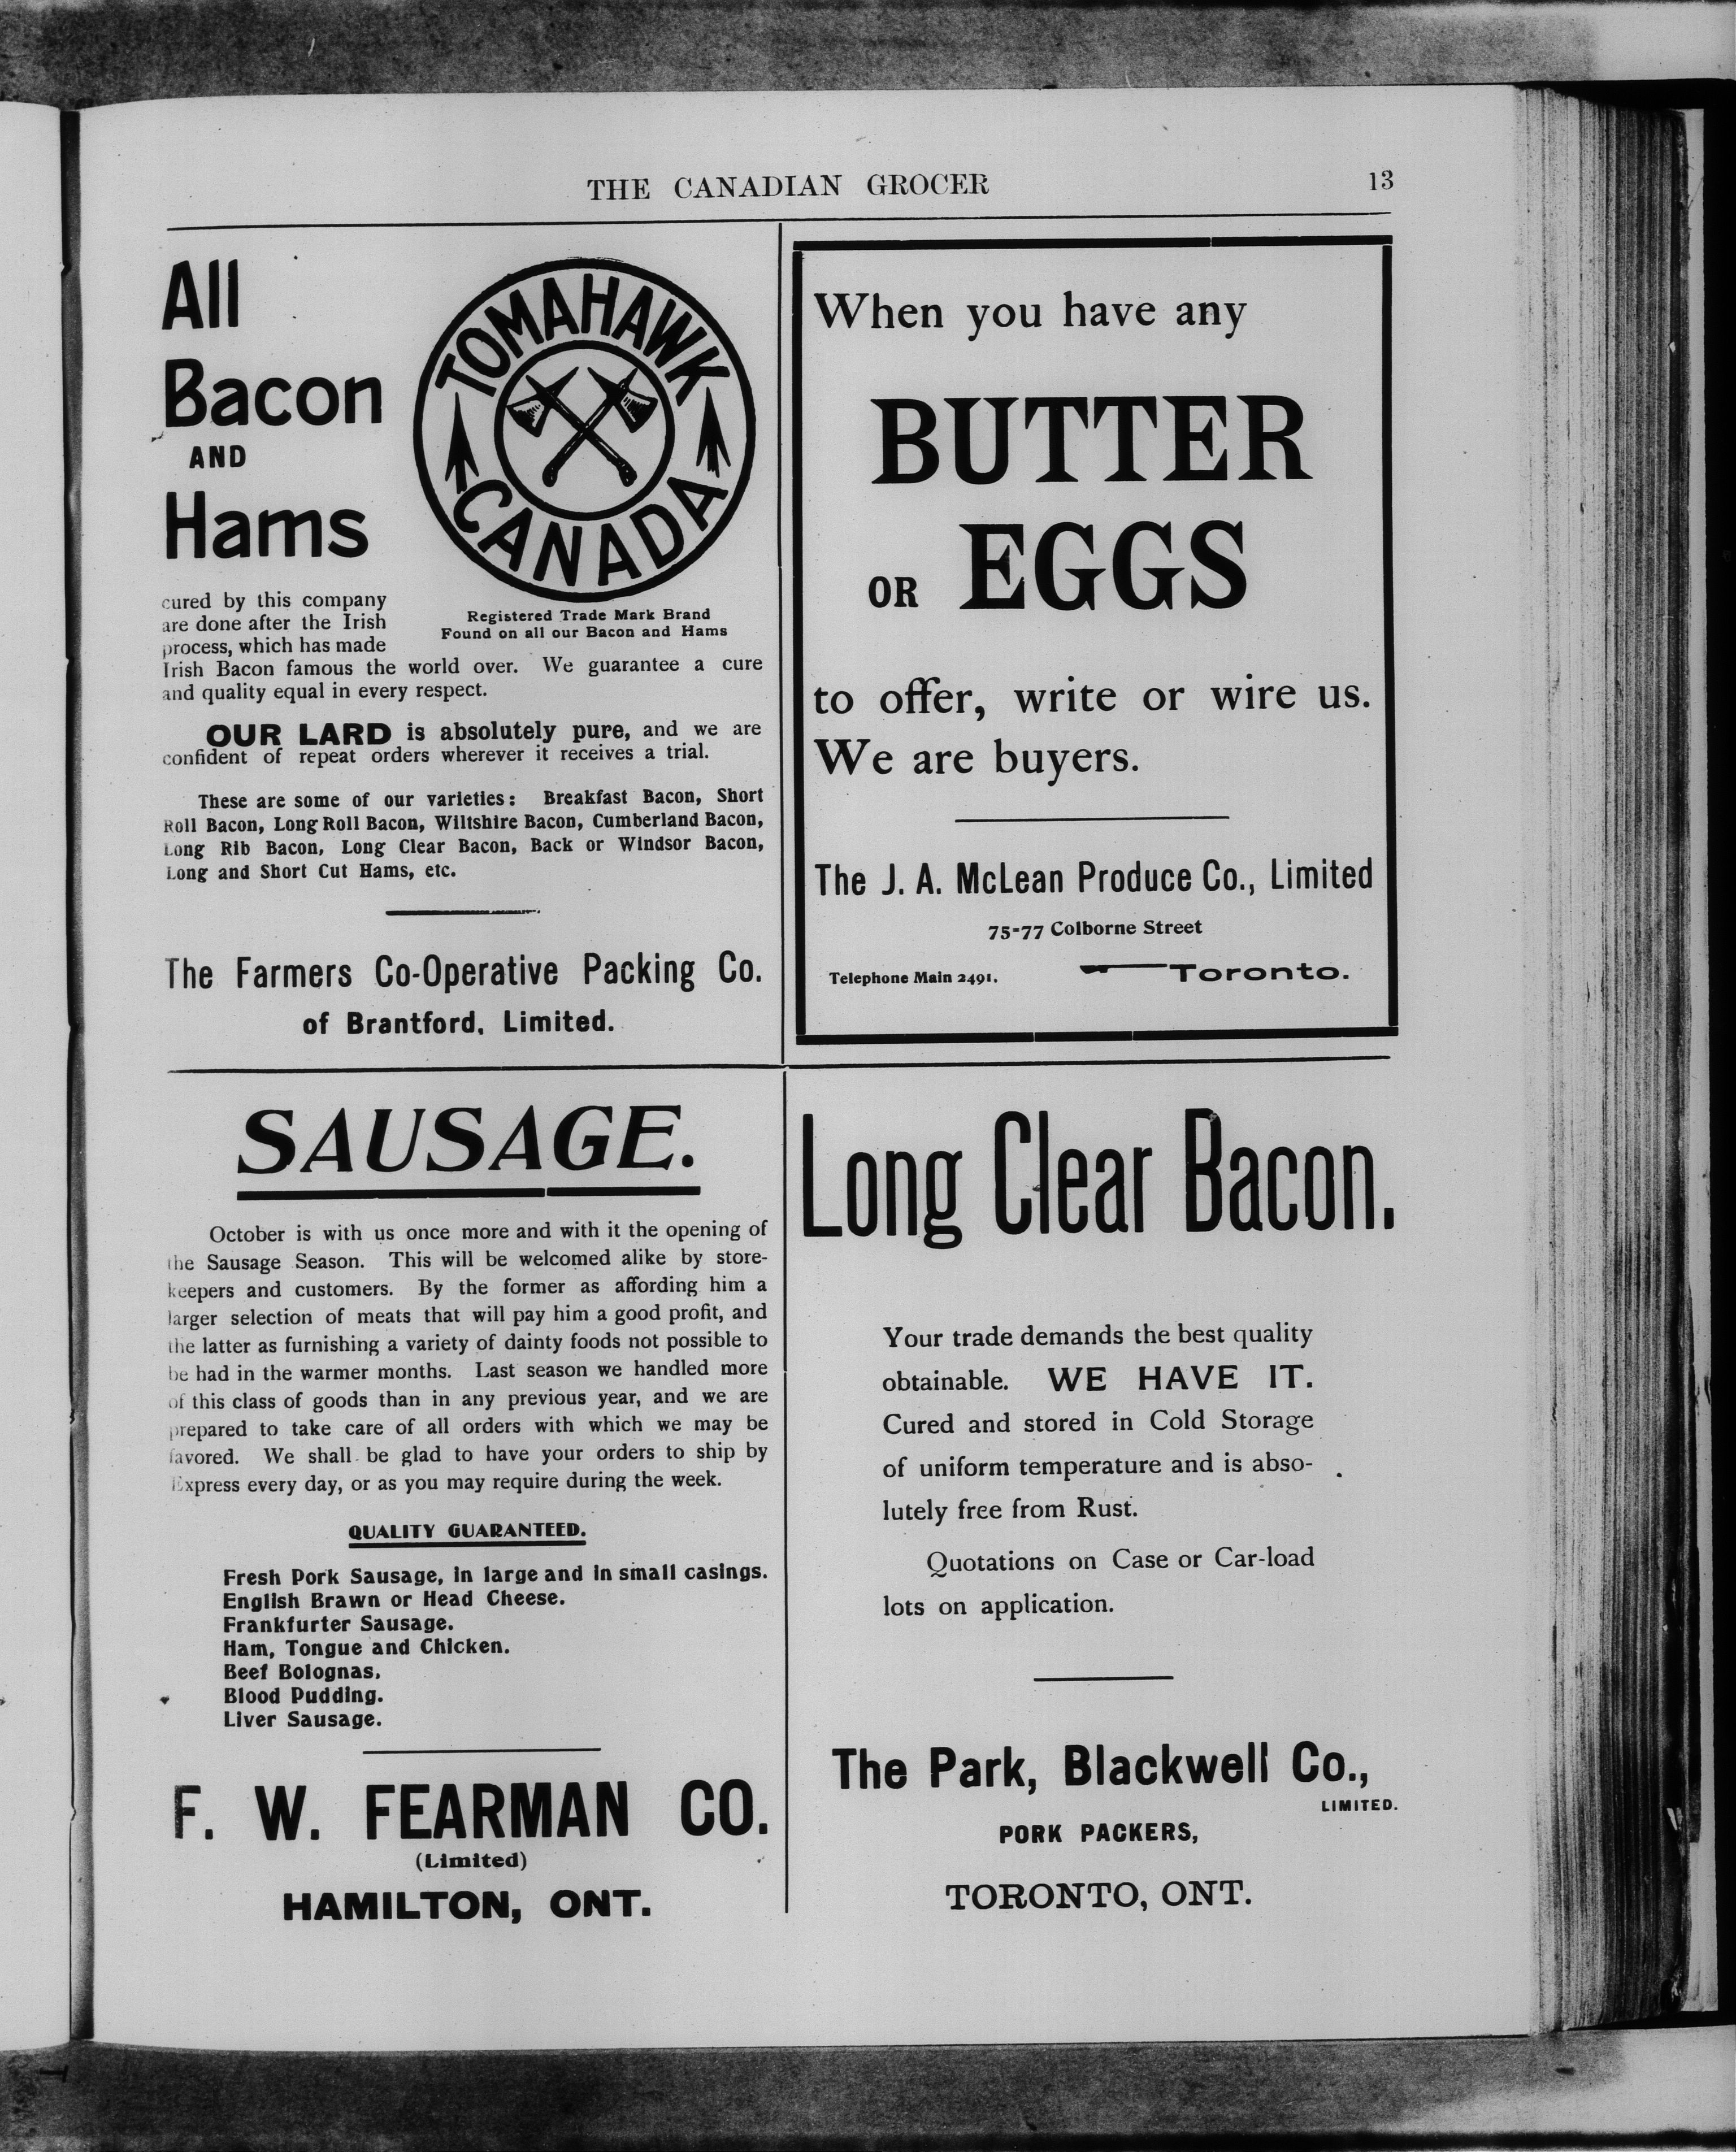 THE CANADIAN GROCER 13
All
Bacon
AND
Hams
TOMAHAWK
CANADA
Registered Trade Mark Brand
Found on all our Bacon and Hams
cured by this company
are done after the Irish
process, which has made
Irish Bacon famous the world over. We guarantee a cure
and quality equal in every respect.
OUR LARD is absolutely pure, and we are
confident of repeat orders wherever it receives a trial.
These are some of our varieties: Breakfast Bacon, Short
Roll Bacon, Long Roll Bacon, Wiltshire Bacon, Cumberland Bacon,
Long Rib Bacon, Long Clear Bacon, Back or Windsor Bacon,
Long and Short Cut Hams, etc.
The Farmers Co-Operative Packing Co.
of Brantford, Limited.
When you have any
BUTTER
OR EGGS
to offer, write or wire us.
We are buyers.
The J. A. McLean Produce Co., Limited
75-77 Colborne Street
Telephone Main 2491. Toronto.
SAUSAGE.
October is with us once more and with it the opening of
the Sausage Season. This will be welcomed alike by store-
keepers and customers. By the former as affording him a
larger selection of meats that will pay him a good profit, and
the latter as furnishing a variety of dainty foods not possible to
be had in the warmer months. Last season we handled more
of this class of goods than in any previous year, and we are
prepared to take care of all orders with which we may be
favored. We shall be glad to have your orders to ship by
Express every day, or as you may require during the week.
QUALITY GUARANTEED.
Fresh Pork Sausage, in large and in small casings.
English Brawn or Head Cheese.
Frankfurter Sausage.
Ham, Tongue and Chicken.
Beef Bolognas.
Blood Pudding.
Liver Sausage.
F. W. FEARMAN CO.
(Limited)
HAMILTON, ONT.
Long Clear Bacon.
Your trade demands the best quality
obtainable. WE HAVE IT.
Cured and stored in Cold Storage
of uniform temperature and is abso-
lutely free from Rust.
Quotations on Case or Car-load
lots on application.
The Park, Blackwell Co.,
LIMITED.
PORK PACKERS,
TORONTO, ONT.